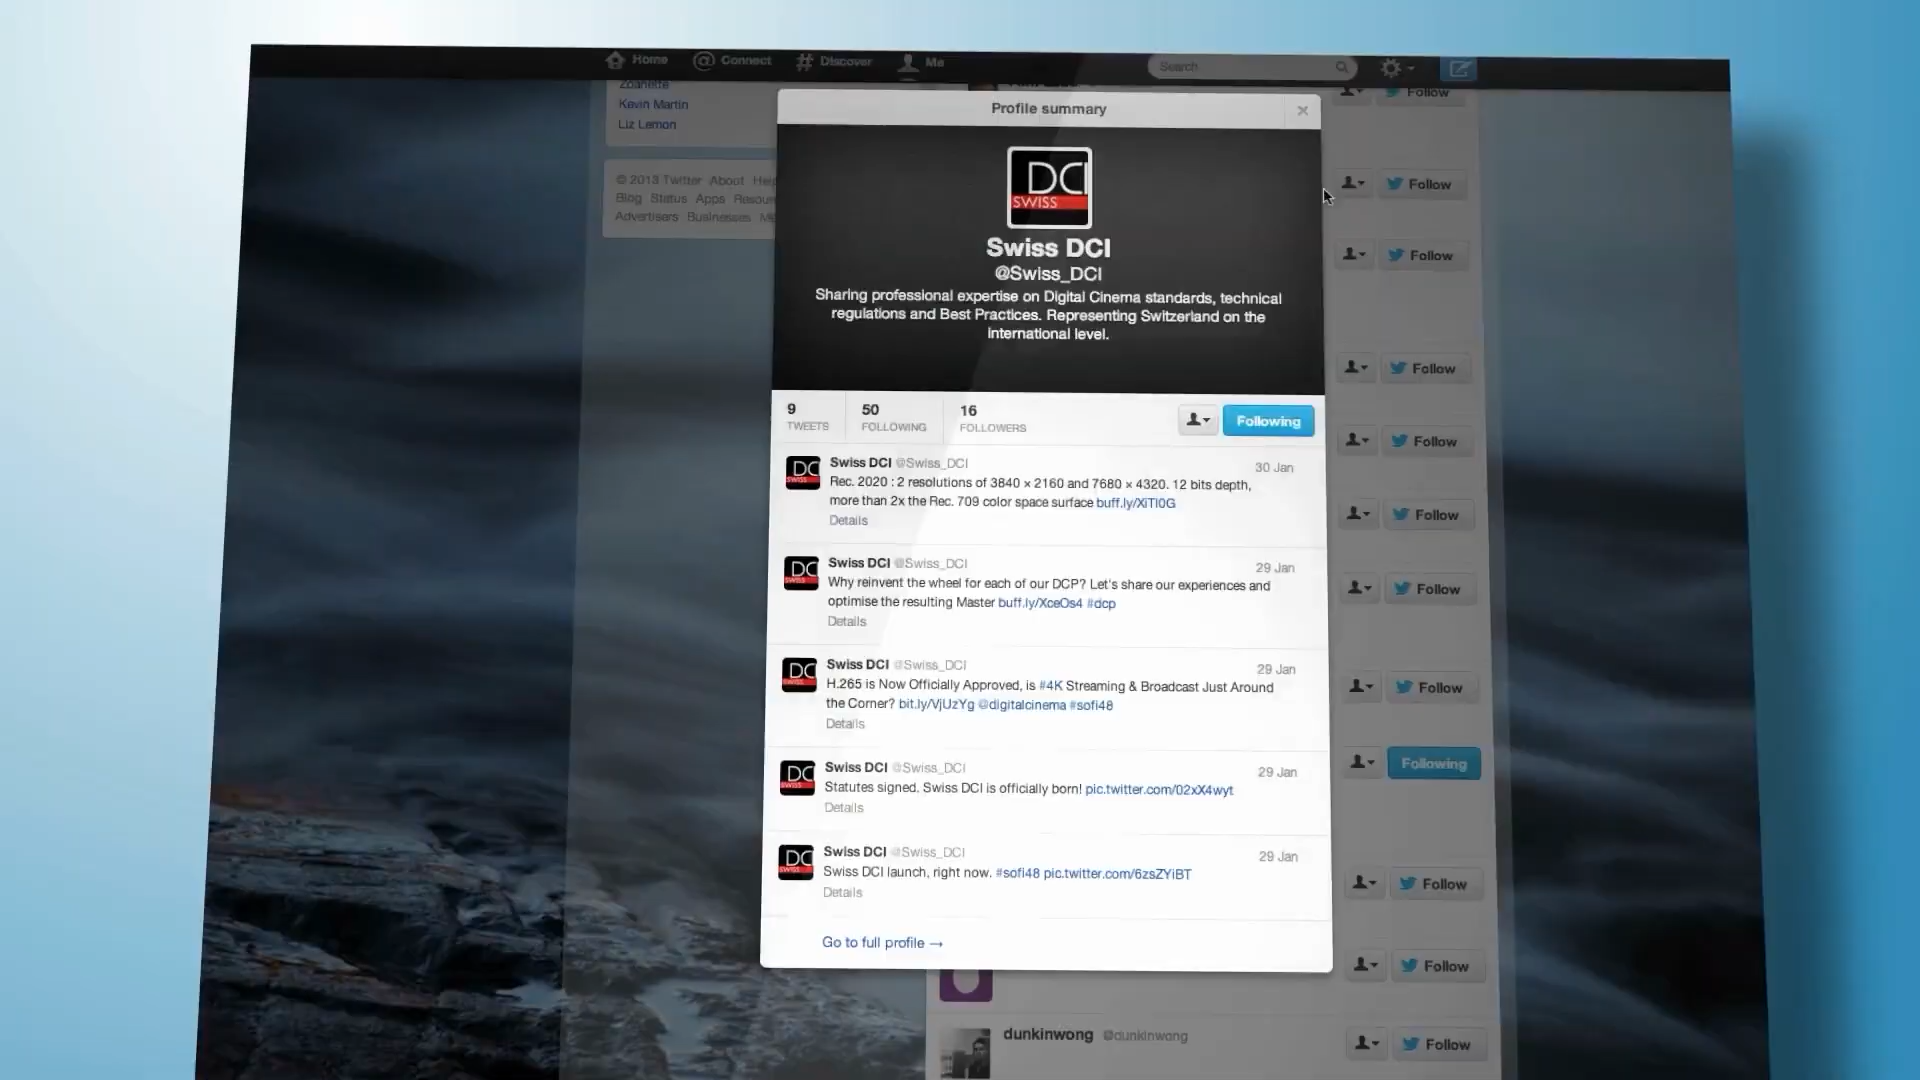 Home
Connect
Discover
Me
Search
Zoanette
Kevin Martin
Liz Lemon
© 2013 Twitter About
Blog Status Apps
Advertisers Businesses
Profile summary
×
DCI
SWISS
Swiss DCI
@Swiss_DCI
Sharing professional expertise on Digital Cinema standards, technical
regulations and Best Practices. Representing Switzerland on the
international level.
9
TWEETS
50
FOLLOWING
16
FOLLOWERS
Following
Swiss DCI @Swiss_DCI
30 Jan
Rec. 2020 : 2 resolutions of 3840 × 2160 and 7680 × 4320. 12 bits depth,
more than 2x the Rec. 709 color space surface buff.ly/XiTI0G
Details
Swiss DCI @Swiss_DCI
29 Jan
Why reinvent the wheel for each of our DCP? Let's share our experiences and
optimise the resulting Master buff.ly/XceOs4 #dcp
Details
Swiss DCI @Swiss_DCI
29 Jan
H.265 is Now Officially Approved, is #4K Streaming & Broadcast Just Around
the Corner? bit.ly/VjUzYg @digitalcinema #sofi48
Details
Swiss DCI @Swiss_DCI
29 Jan
Statutes signed. Swiss DCI is officially born! pic.twitter.com/02xX4wyt
Details
Swiss DCI @Swiss_DCI
29 Jan
Swiss DCI launch, right now. #sofi48 pic.twitter.com/6zsZYiBT
Details
Go to full profile →
Follow
Follow
Follow
Follow
Follow
Follow
Follow
Follow
Following
Follow
Follow
dunkinwong @dunkinwong
Follow